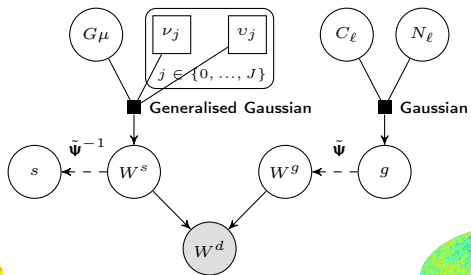 Gμ
ν_j
υ_j
C_ℓ
N_ℓ
j ∈ {0, ..., J}
Generalised Gaussian
Gaussian
Ψ̃⁻¹
Ψ̃
s
W^s
W^g
g
W^d